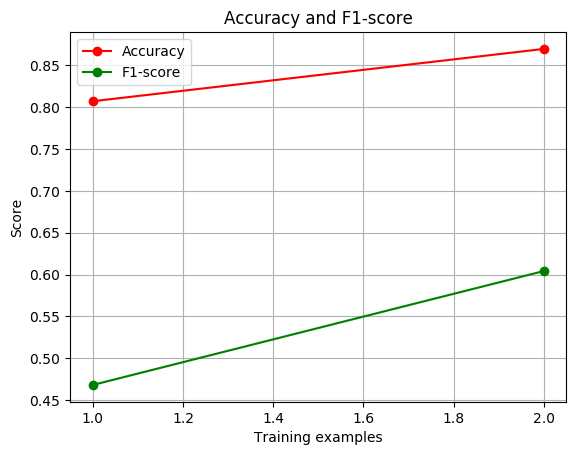 Accuracy and F1-score
Accuracy
F1-score
0.85
0.80
0.75
0.70
0.65
0.60
0.55
0.50
0.45
Score
1.0 1.2 1.4 1.6 1.8 2.0
Training examples